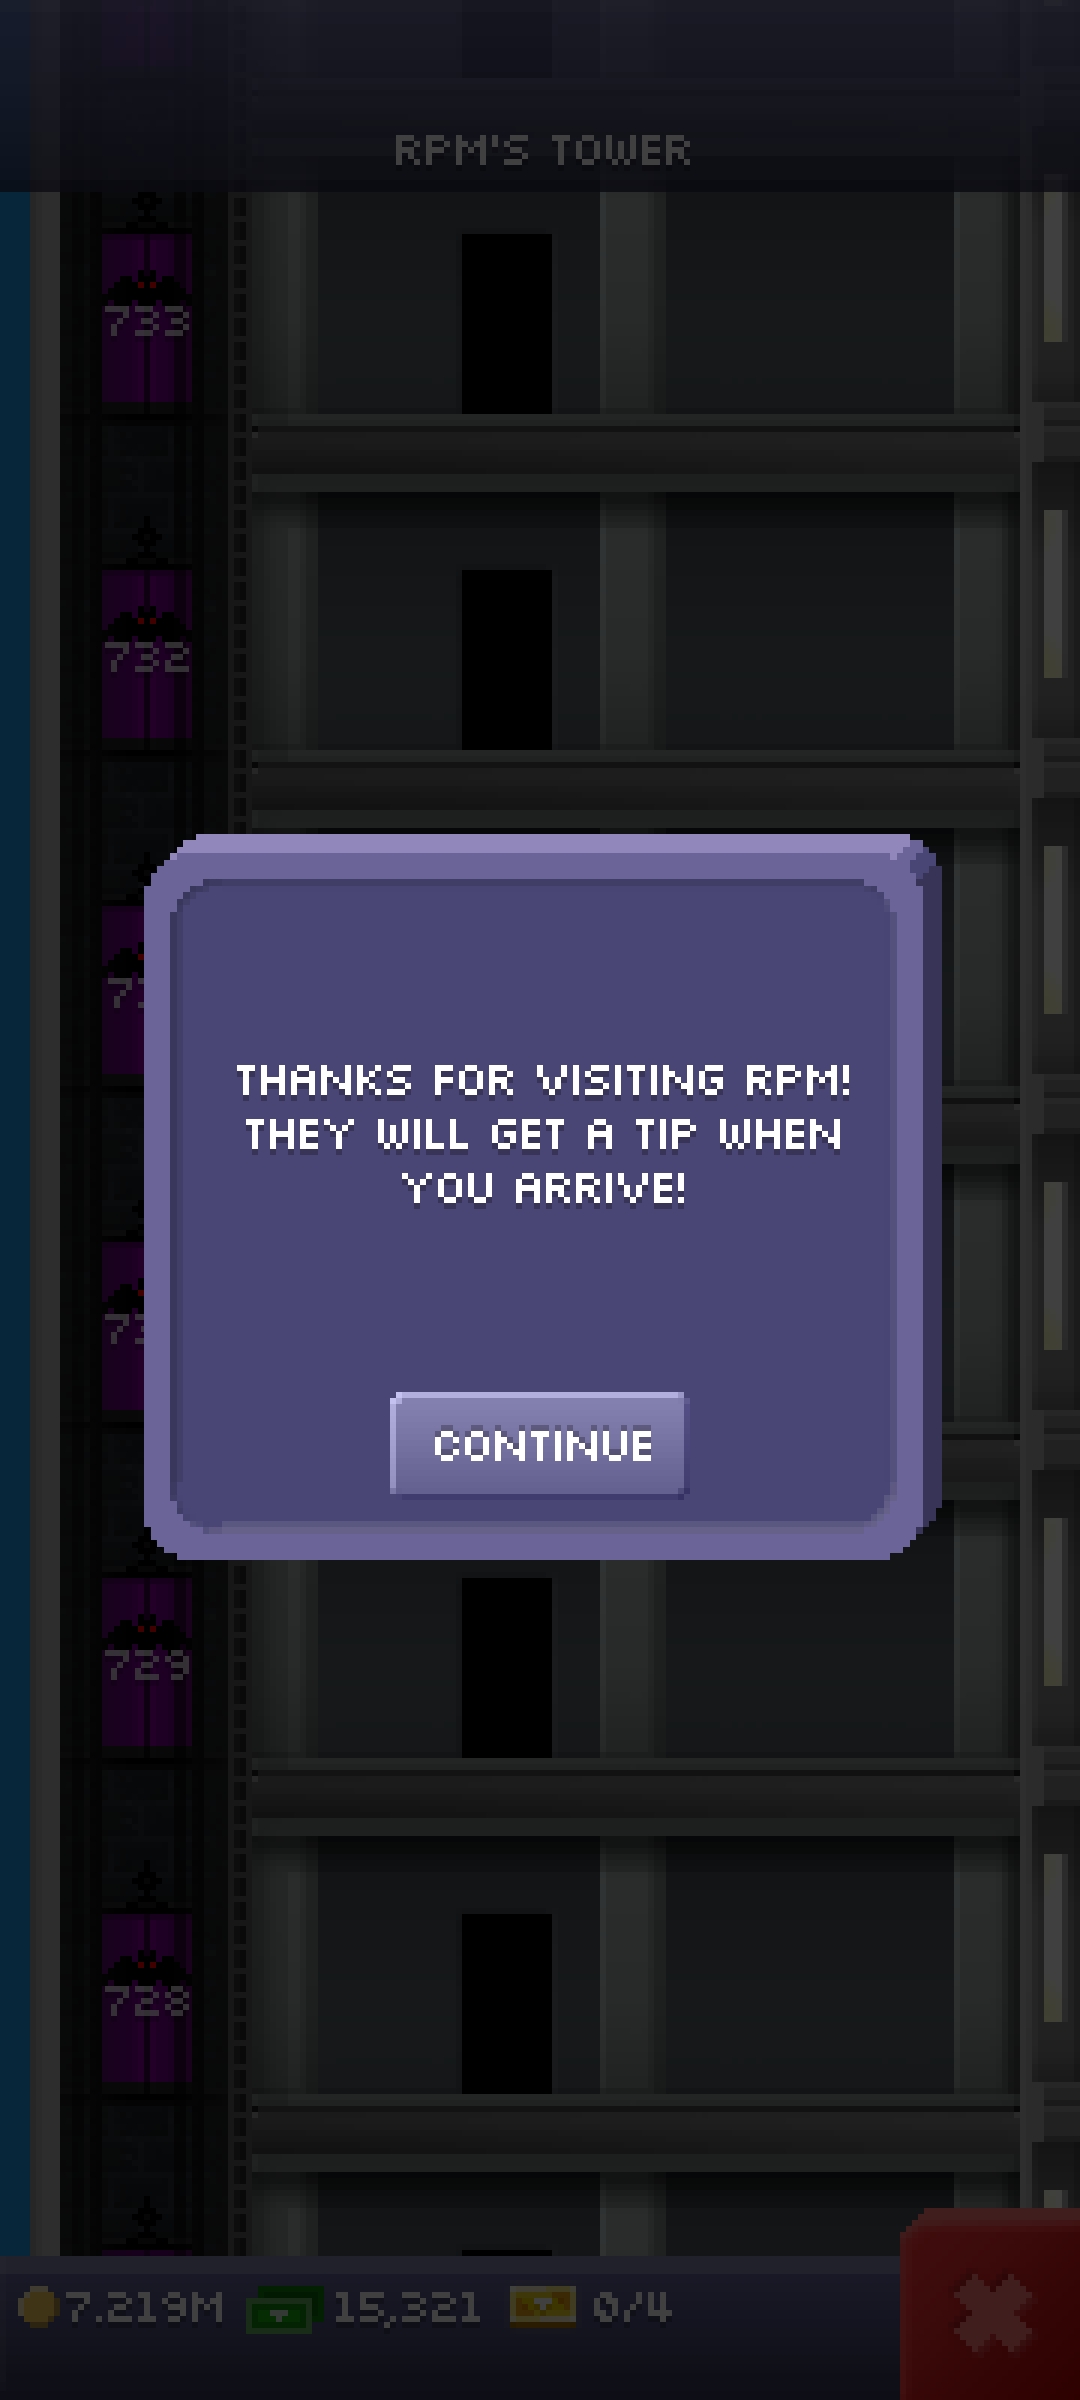 RPM'S TOWER
733
732
THANKS FOR VISITING RPM!
THEY WILL GET A TIP WHEN
YOU ARRIVE!
CONTINUE
729
728
7.219M 15,321 0/4